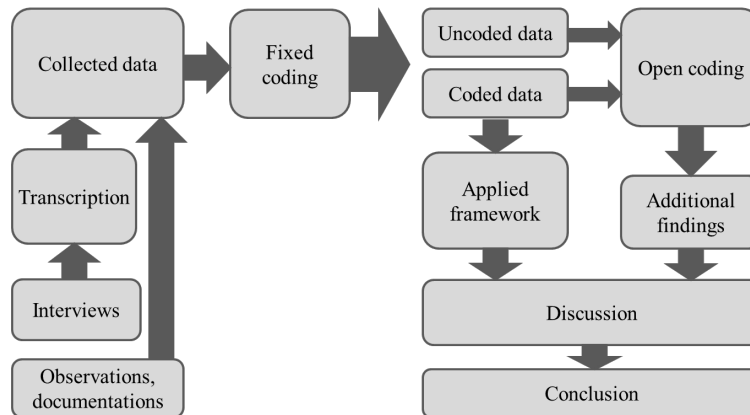 Collected data
Fixed
coding
Uncoded data
Coded data
Open coding
Transcription
Applied
framework
Additional
findings
Interviews
Discussion
Observations,
documentations
Conclusion